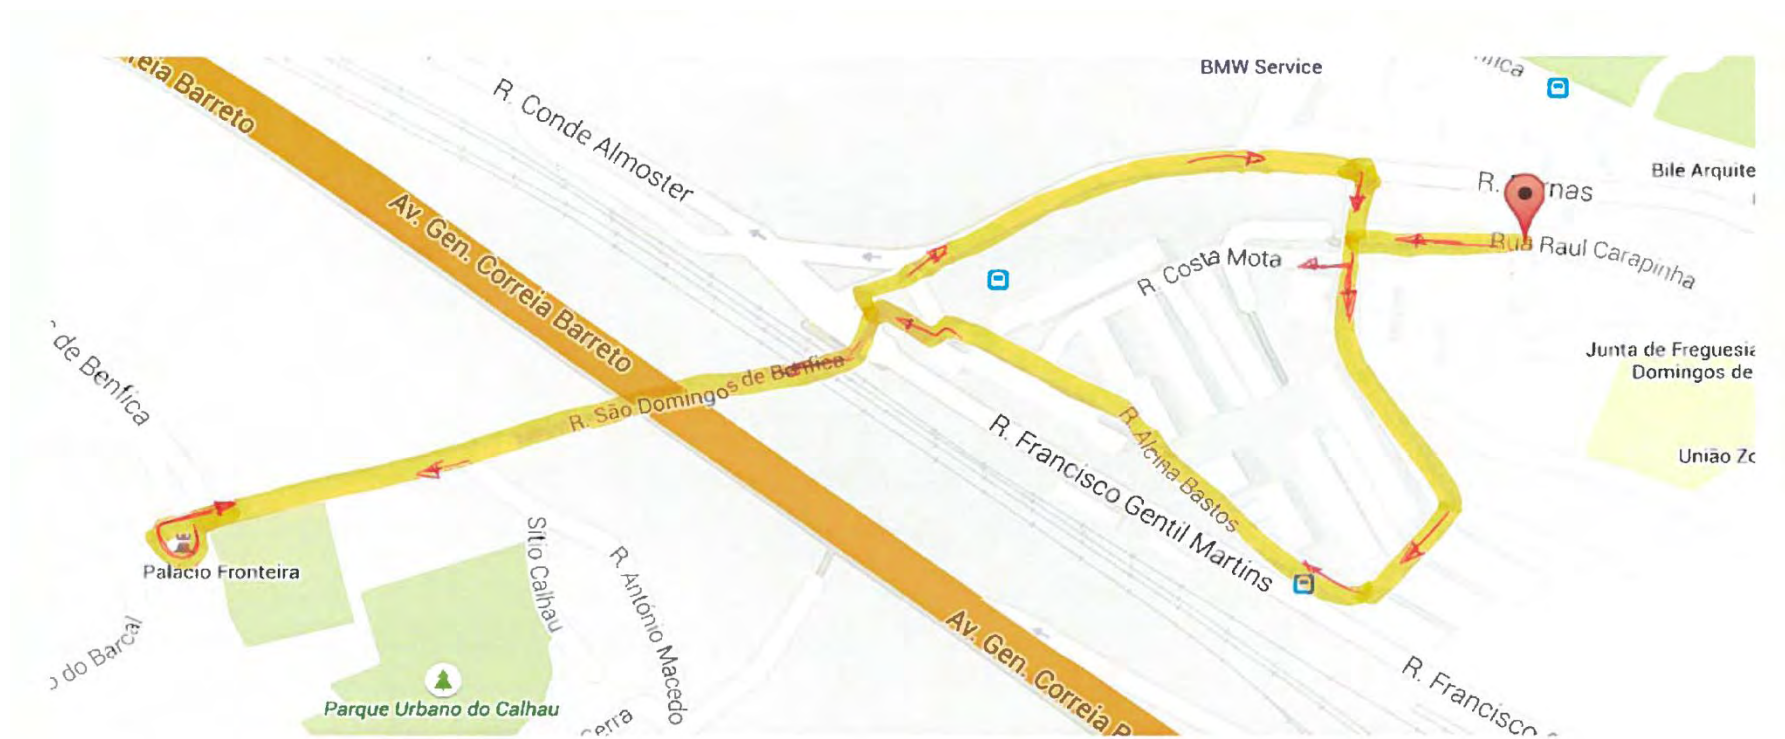 BMW Service
R. Conde Almoster
Bile Arquite
Av. Gen. Correia Barreto
Rua Raul Carapinha
R. Costa Mota
de Benfica
Junta de Freguesia
Domingos de
R. São Domingos de Benfica
R. Francisco Gentil Martins
R. Alcina Bastos
União Zo
Palácio Fronteira
Sítio Calhau
R. António Macedo
do Barcal
Av. Gen. Correia B
R. Francisco
Parque Urbano do Calhau